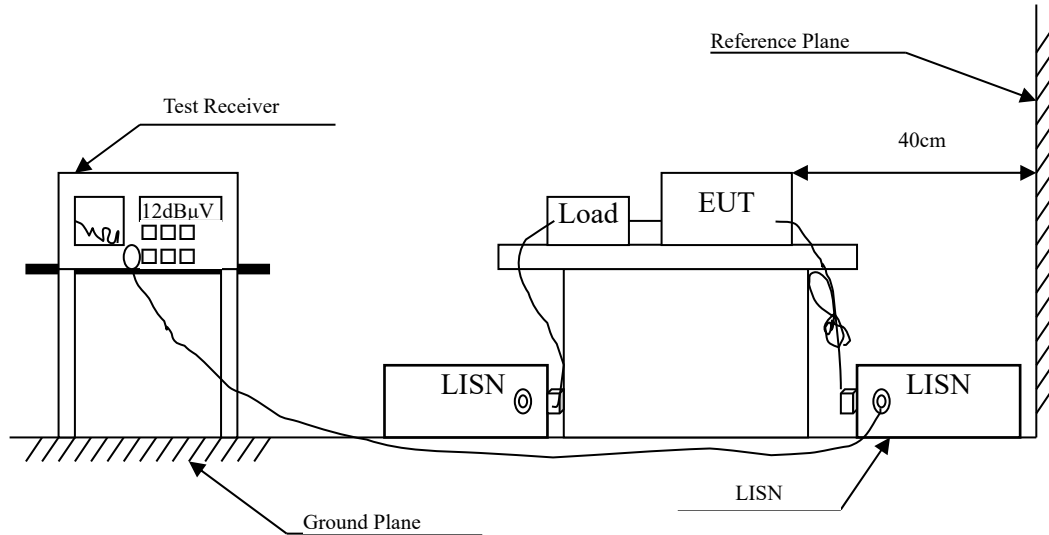 Reference Plane
Test Receiver
40cm
12dBµV
Load
EUT
LISN
LISN
LISN
Ground Plane